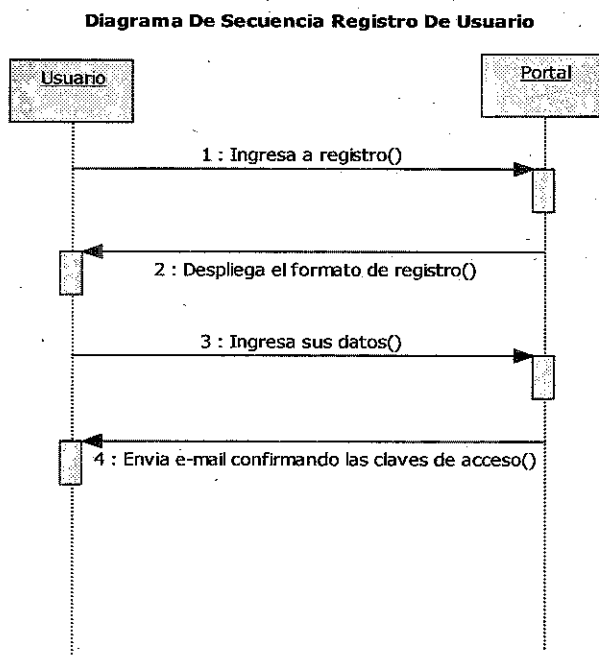 Diagrama De Secuencia Registro De Usuario
Usuario
Portal
1 : Ingresa a registro()
2 : Despliega el formato de registro()
3 : Ingresa sus datos()
4 : Envia e-mail confirmando las claves de acceso()